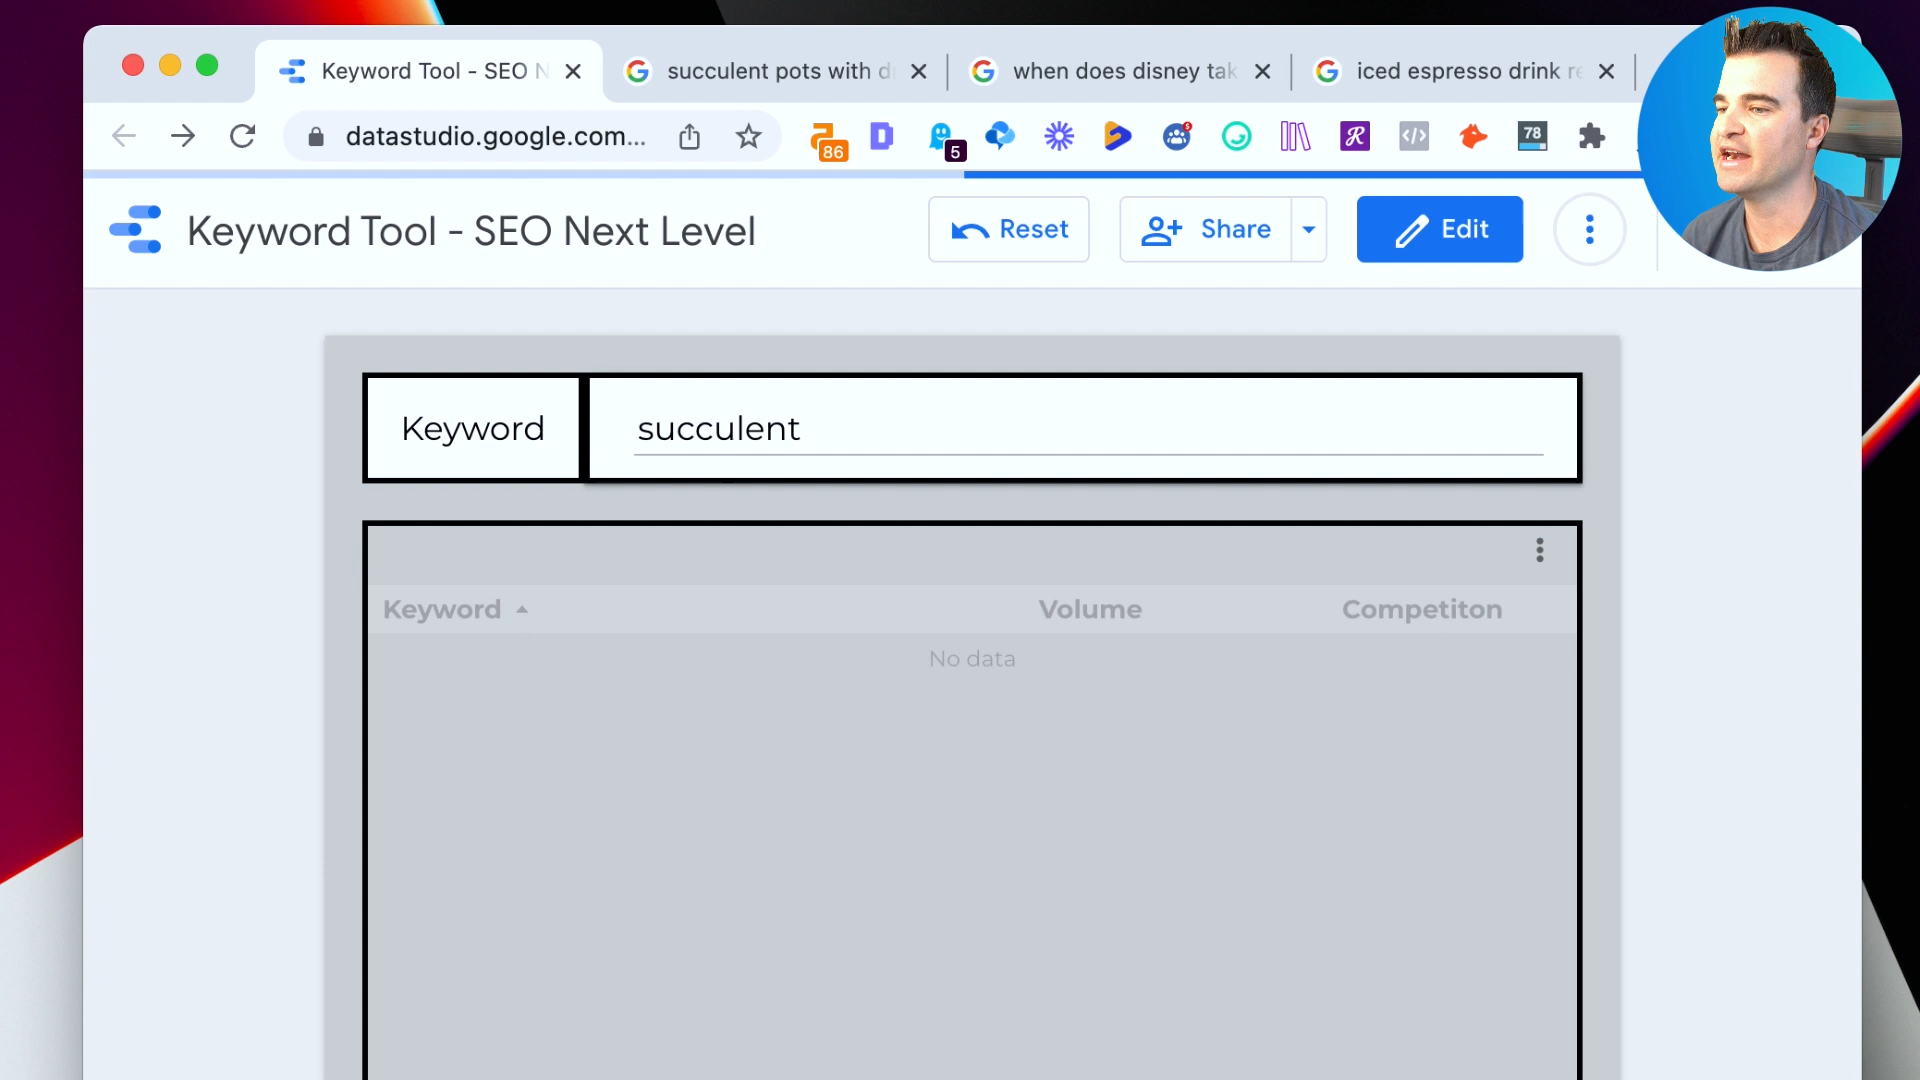 Keyword Tool - SEO N
succulent pots with d
when does disney tak
iced espresso drink re
datastudio.google.com...
86
5
78
Keyword Tool - SEO Next Level
Reset
Share
Edit
Keyword
succulent
Keyword
Volume
Competiton
No data